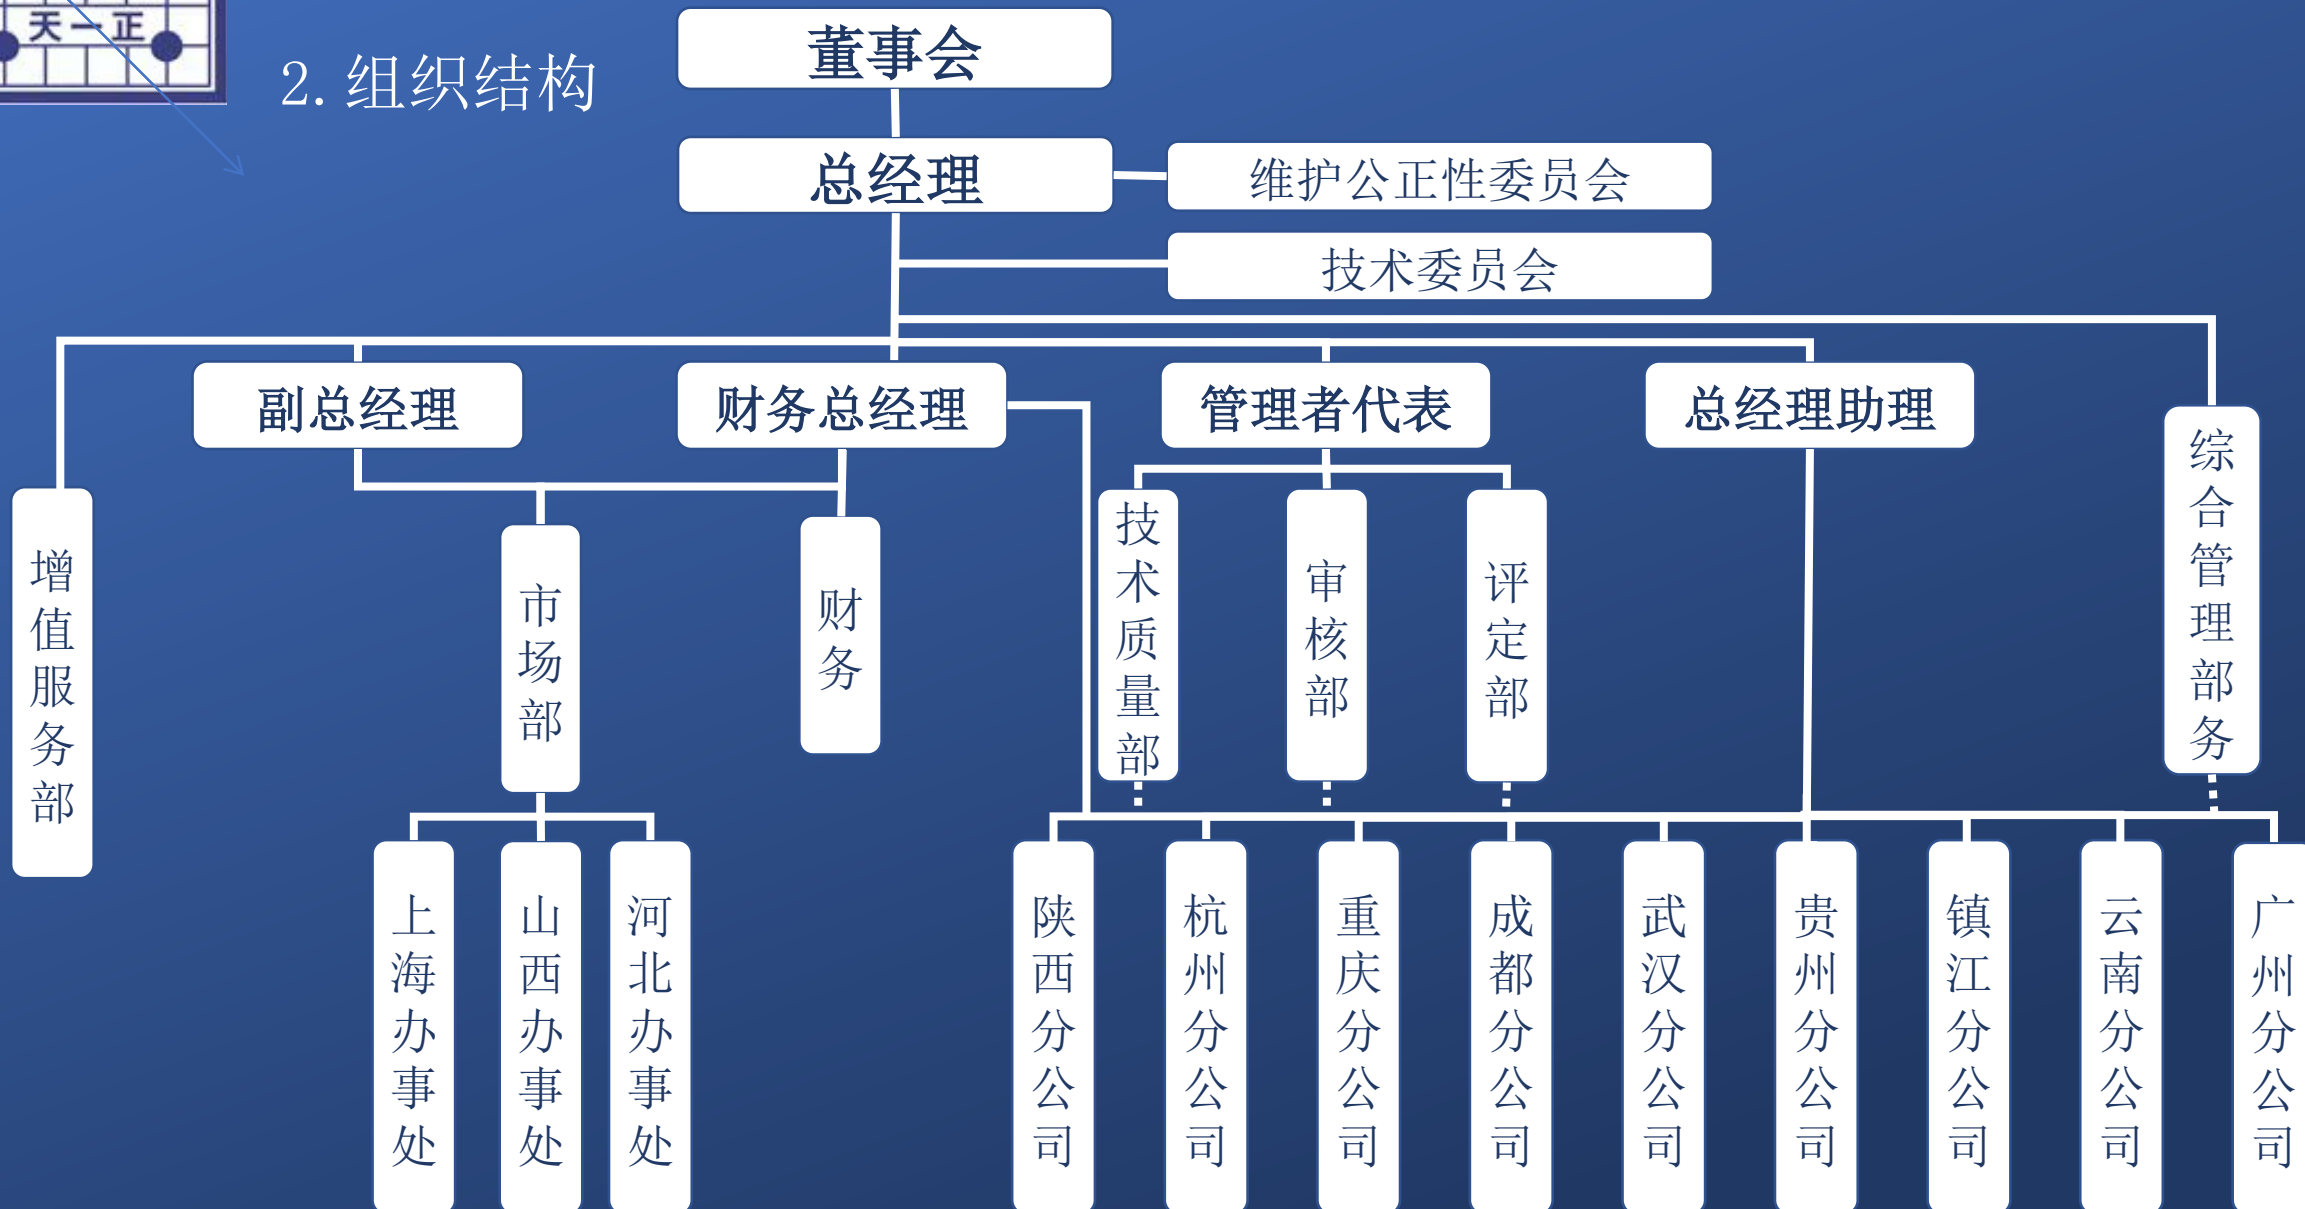 天一正
2.组织结构
董事会
总经理
维护公正性委员会
技术委员会
副总经理
财务总经理
管理者代表
总经理助理
综合管理部务
增值服务部
市场部
财务
技术质量部
审核部
评定部
上海办事处
山西办事处
河北办事处
陕西分公司
杭州分公司
重庆分公司
成都分公司
武汉分公司
贵州分公司
镇江分公司
云南分公司
广州分公司